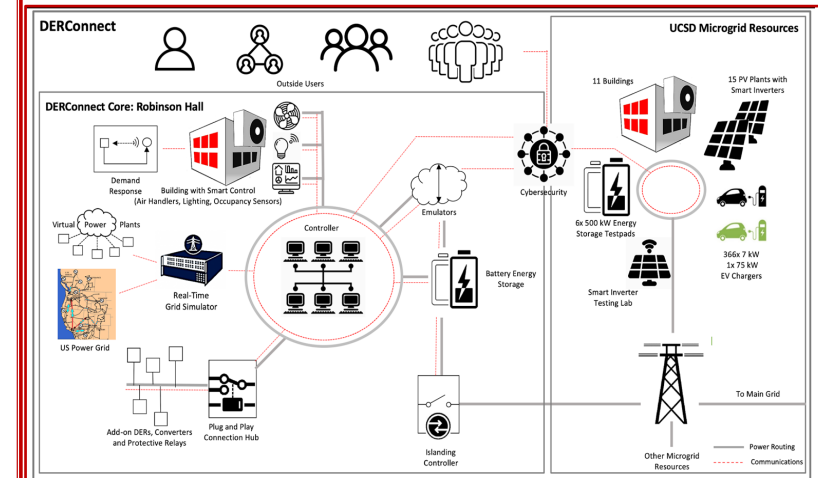 DERConnect
UCSD Microgrid Resources
Outside Users
11 Buildings
15 PV Plants with
Smart Inverters
DERConnect Core: Robinson Hall
Demand
Response
Building with Smart Control
(Air Handlers, Lighting, Occupancy Sensors)
Cybersecurity
Emulators
6x 500 kW Energy
Storage Testpads
Virtual Power Plants
Controller
366x 7 kW
1x 75 kW
EV Chargers
Real-Time
Grid Simulator
Battery Energy
Storage
Smart Inverter
Testing Lab
US Power Grid
To Main Grid
Add-on DERs, Converters
and Protective Relays
Plug and Play
Connection Hub
Islanding
Controller
Other Microgrid
Resources
Power Routing
Communications